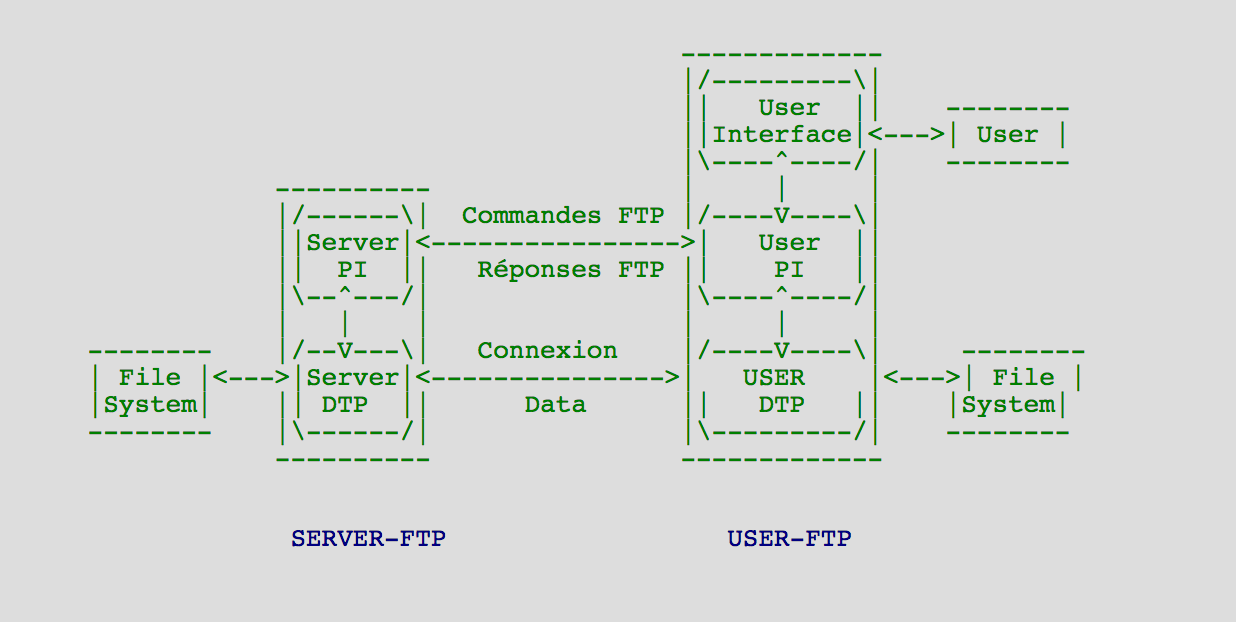 User
Interface User
Commandes FTP
Server User
PI Réponses FTP PI
Connexion
File Server USER File
System DTP Data DTP System
SERVER-FTP USER-FTP